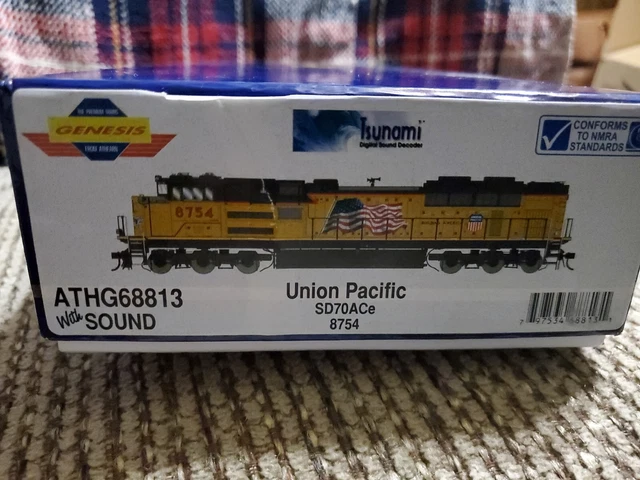 GENESIS
Tsunami
Digital Sound Decoder
CONFORMS
TO NMRA
STANDARDS
8754
ATHG68813
With SOUND
Union Pacific
SD70ACe
8754